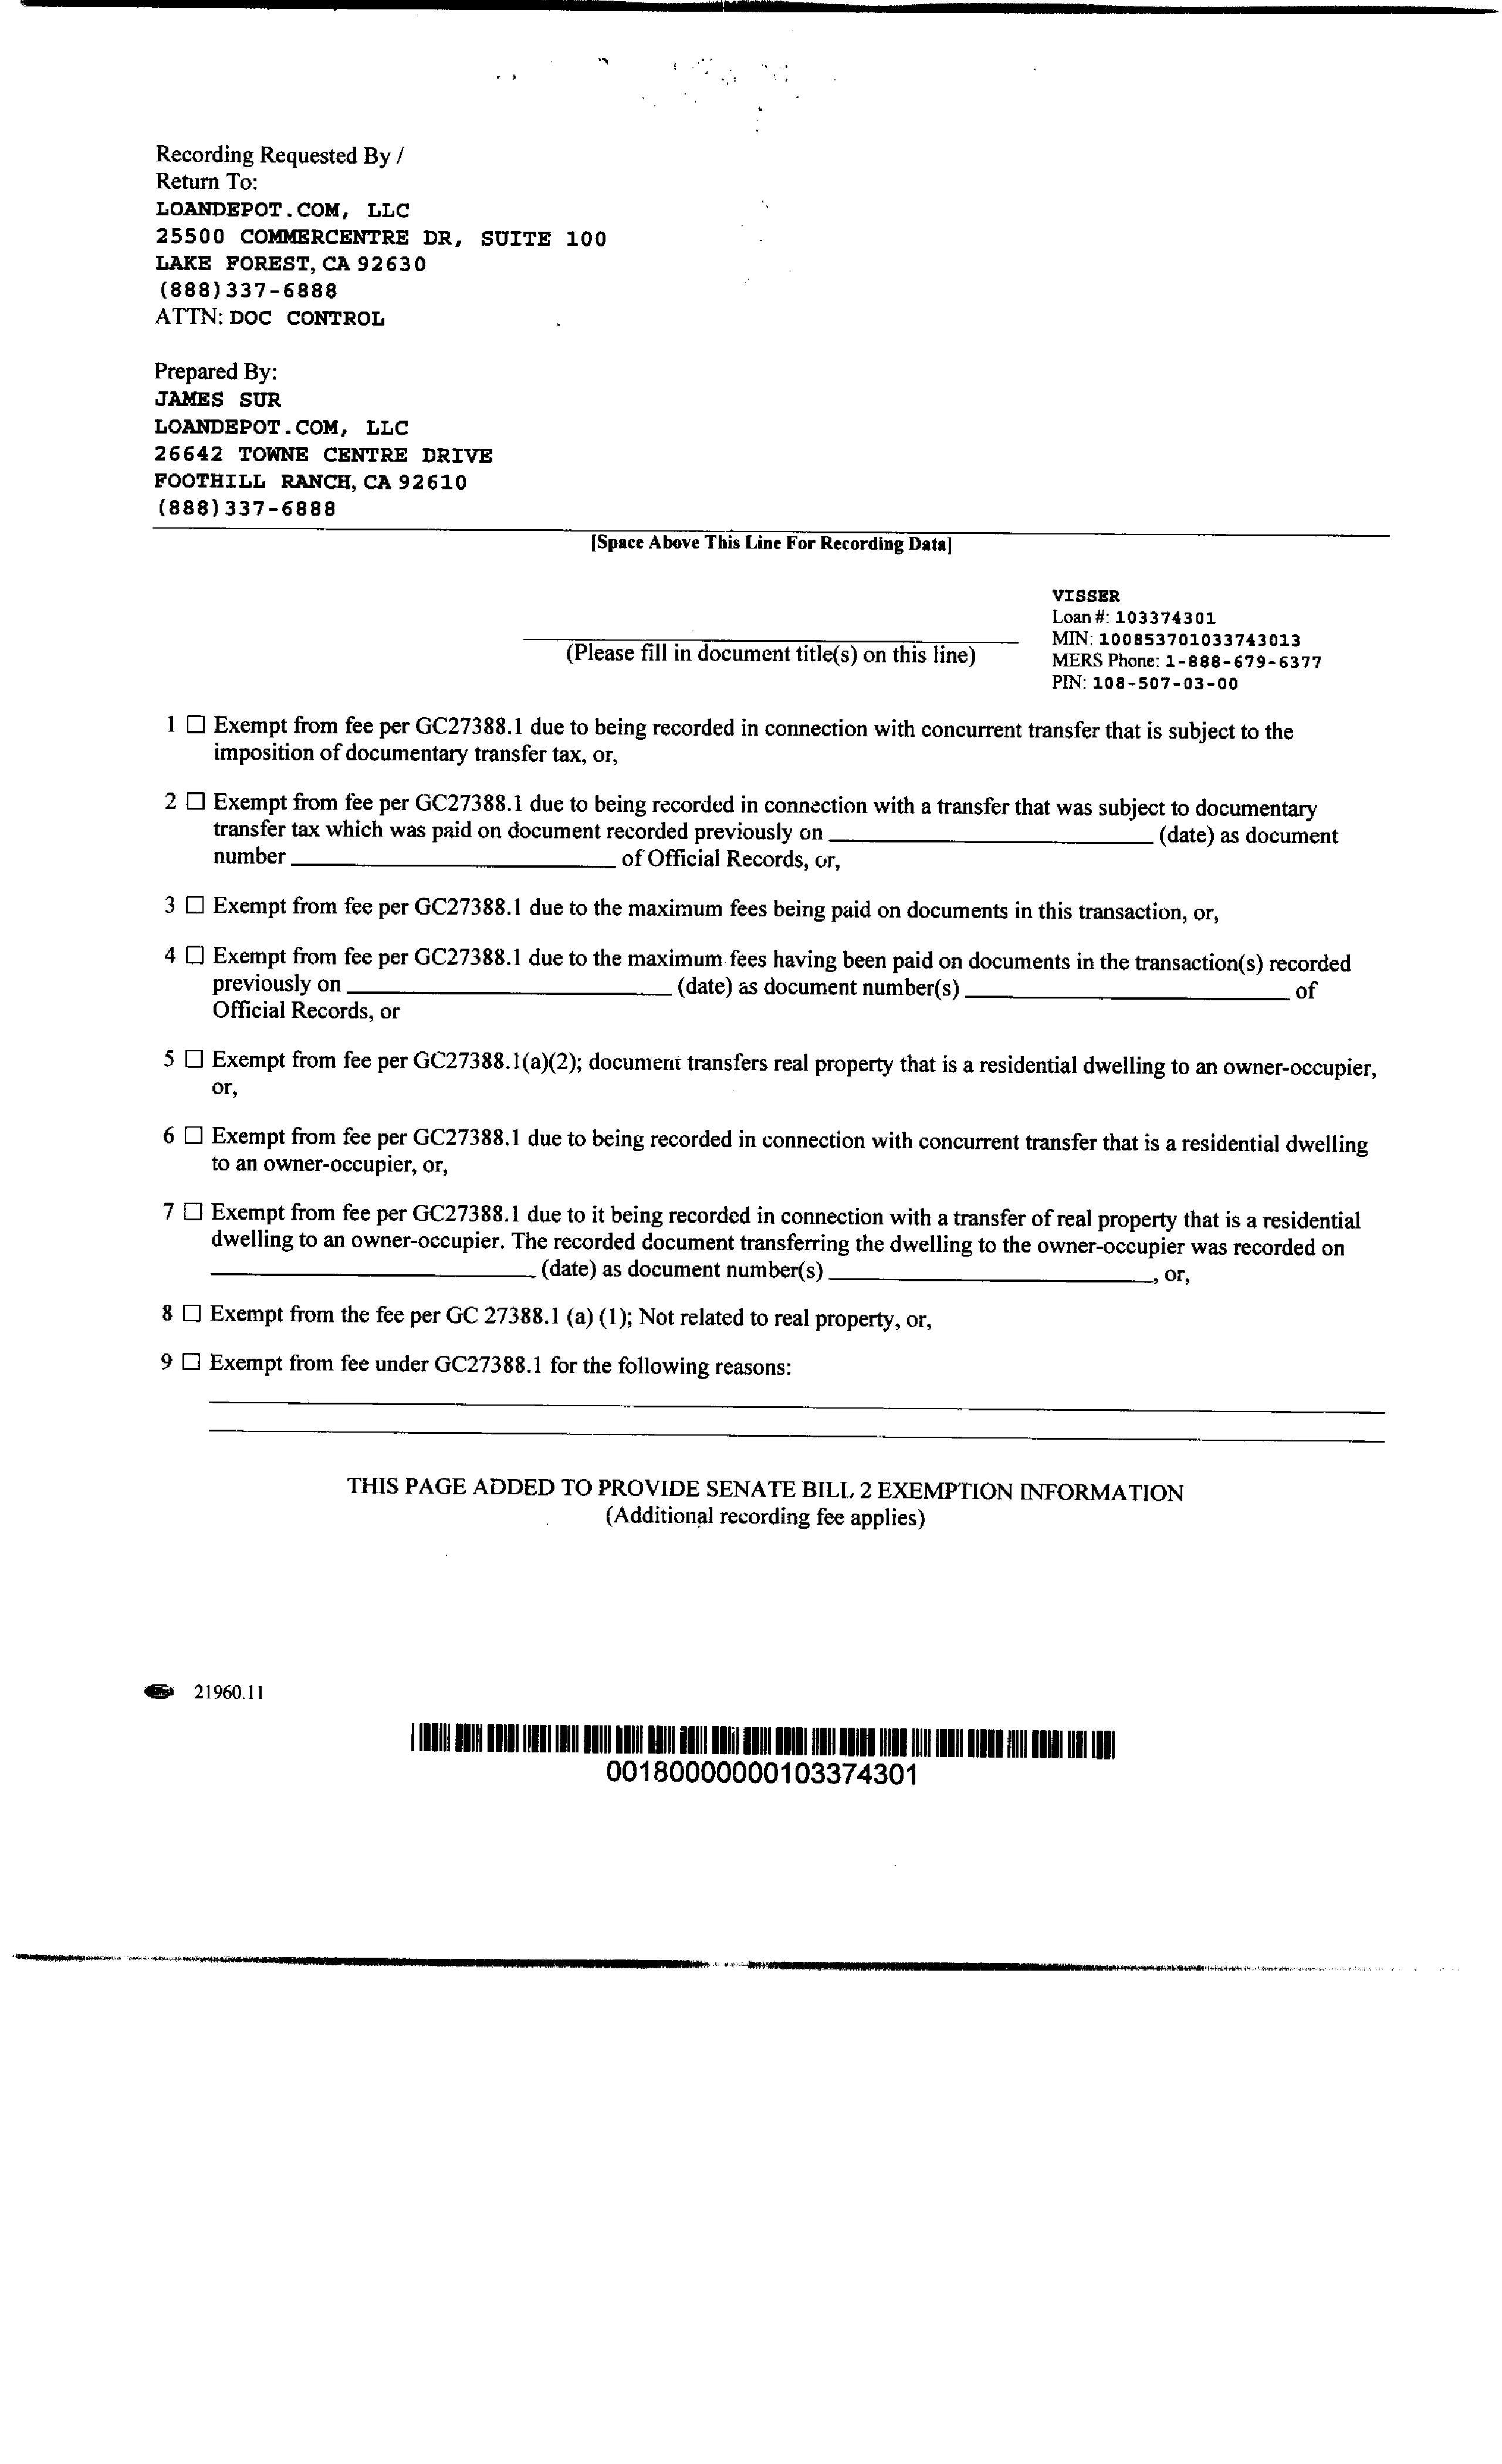 Recording Requested By /
Return To:
LOANDEPOT.COM, LLC
25500 COMMERCENTRE DR, SUITE 100
LAKE FOREST, CA 92630
(888)337-6888
ATTN: DOC CONTROL
Prepared By:
JAMES SUR
LOANDEPOT.COM, LLC
26642 TOWNE CENTRE DRIVE
FOOTHILL RANCH, CA 92610
(888)337-6888
[Space Above This Line For Recording Data]
VISSER
Loan #: 103374301
MIN: 100853701033743013
MERS Phone: 1-888-679-6377
PIN: 108-507-03-00
(Please fill in document title(s) on this line)
1 ☐ Exempt from fee per GC27388.1 due to being recorded in connection with concurrent transfer that is subject to the
imposition of documentary transfer tax, or,
2 ☐ Exempt from fee per GC27388.1 due to being recorded in connection with a transfer that was subject to documentary
transfer tax which was paid on document recorded previously on ____________ (date) as document
number ____________ of Official Records, or,
3 ☐ Exempt from fee per GC27388.1 due to the maximum fees being paid on documents in this transaction, or,
4 ☐ Exempt from fee per GC27388.1 due to the maximum fees having been paid on documents in the transaction(s) recorded
previously on ____________ (date) as document number(s) ____________ of
Official Records, or
5 ☐ Exempt from fee per GC27388.1(a)(2); document transfers real property that is a residential dwelling to an owner-occupier,
or,
6 ☐ Exempt from fee per GC27388.1 due to being recorded in connection with concurrent transfer that is a residential dwelling
to an owner-occupier, or,
7 ☐ Exempt from fee per GC27388.1 due to it being recorded in connection with a transfer of real property that is a residential
dwelling to an owner-occupier. The recorded document transferring the dwelling to the owner-occupier was recorded on
____________ (date) as document number(s) ____________, or,
8 ☐ Exempt from the fee per GC 27388.1 (a) (1); Not related to real property, or,
9 ☐ Exempt from fee under GC27388.1 for the following reasons:
THIS PAGE ADDED TO PROVIDE SENATE BILL 2 EXEMPTION INFORMATION
(Additional recording fee applies)
21960.11
00180000000103374301